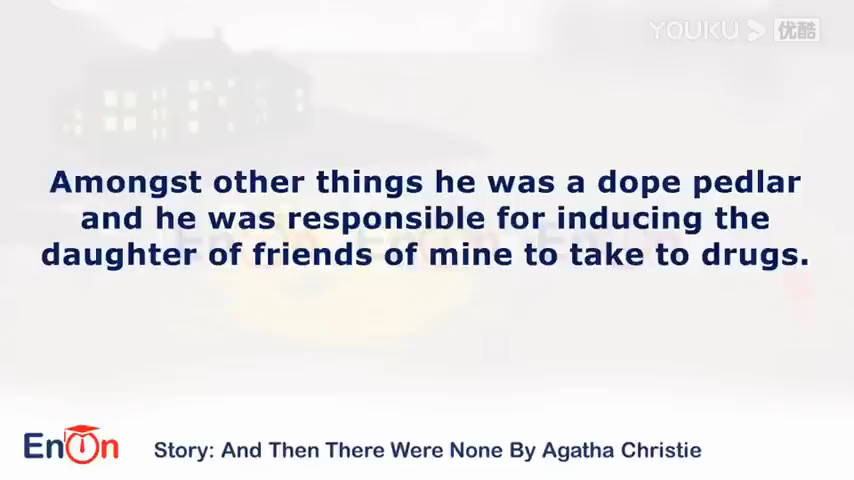 YOUKU 优酷
Amongst other things he was a dope pedlar
and he was responsible for inducing the
daughter of friends of mine to take to drugs.
EnOn
Story: And Then There Were None By Agatha Christie